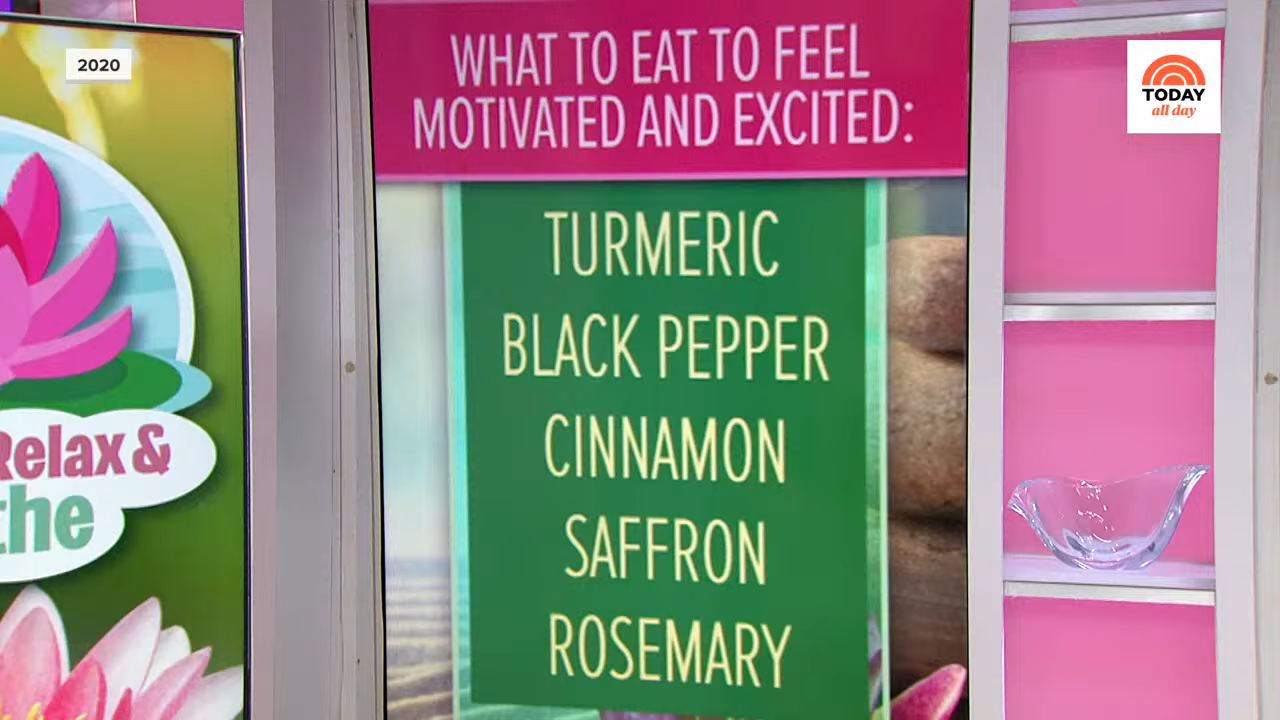 2020
WHAT TO EAT TO FEEL
MOTIVATED AND EXCITED:
TURMERIC
BLACK PEPPER
CINNAMON
SAFFRON
ROSEMARY
Relax &
the
TODAY
all day